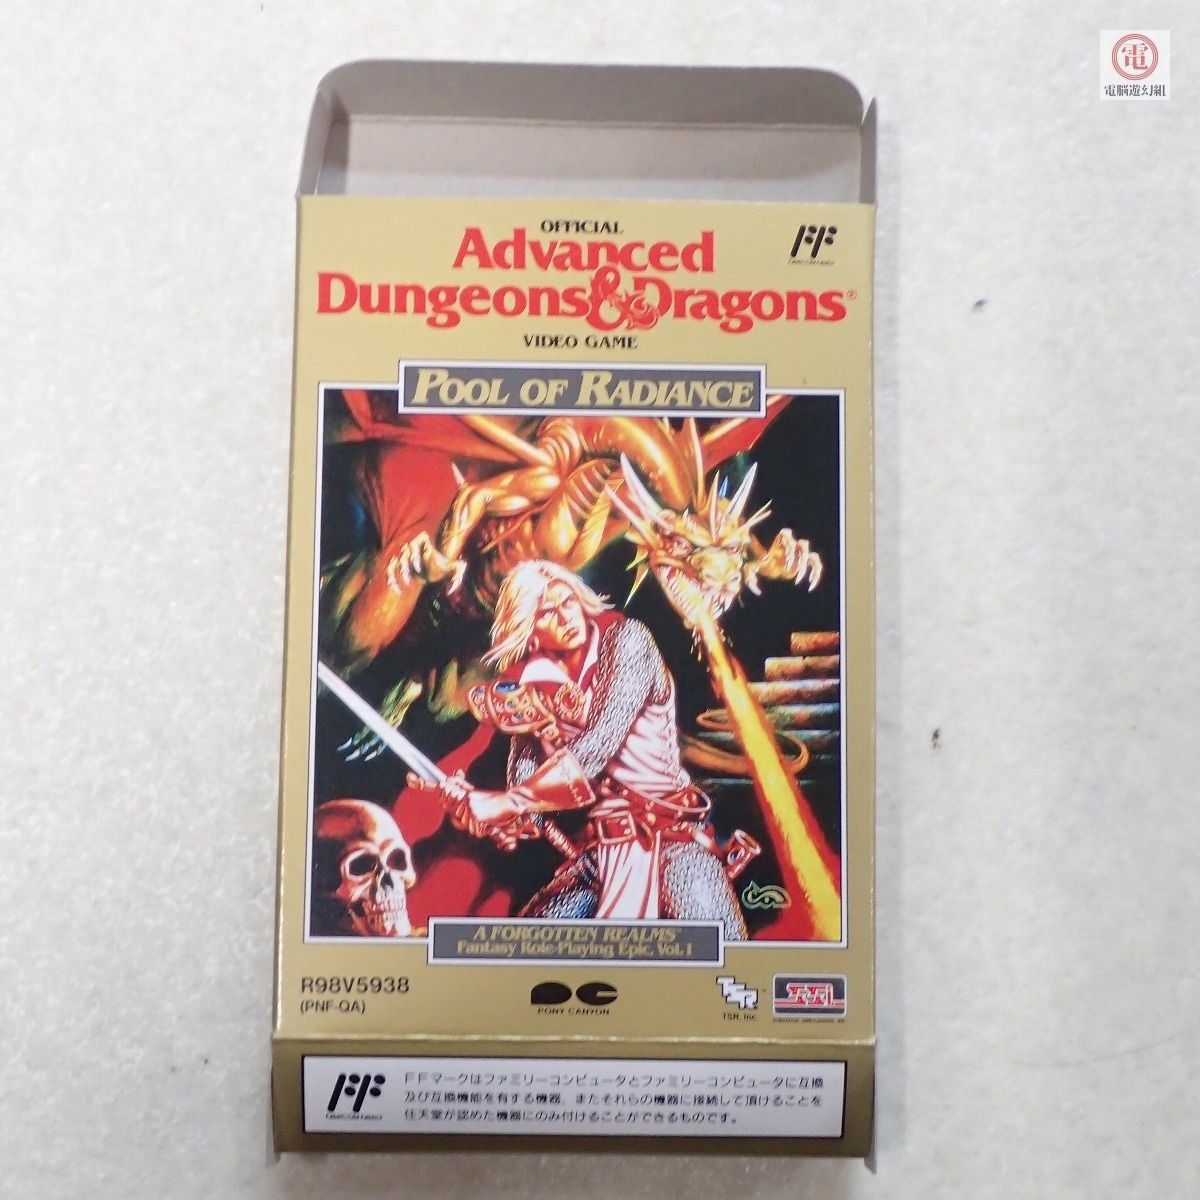 電
電脳遊幻組
OFFICIAL
Advanced
Dungeons & Dragons®
VIDEO GAME
FF
POOL OF RADIANCE
A FORGOTTEN REALMS™
Fantasy Role-Playing Epic, Vol. I
R98V5938
(PNF-QA)
PONY CANYON
TSR
TSR, Inc.
SSI
FF
FFマークはファミリーコンピュータとファミリーコンピュータに互換
及び互換機能を有する機器、またそれらの機器に接続して頂けることを
任天堂が認めた機器にのみ付けることができるものです。